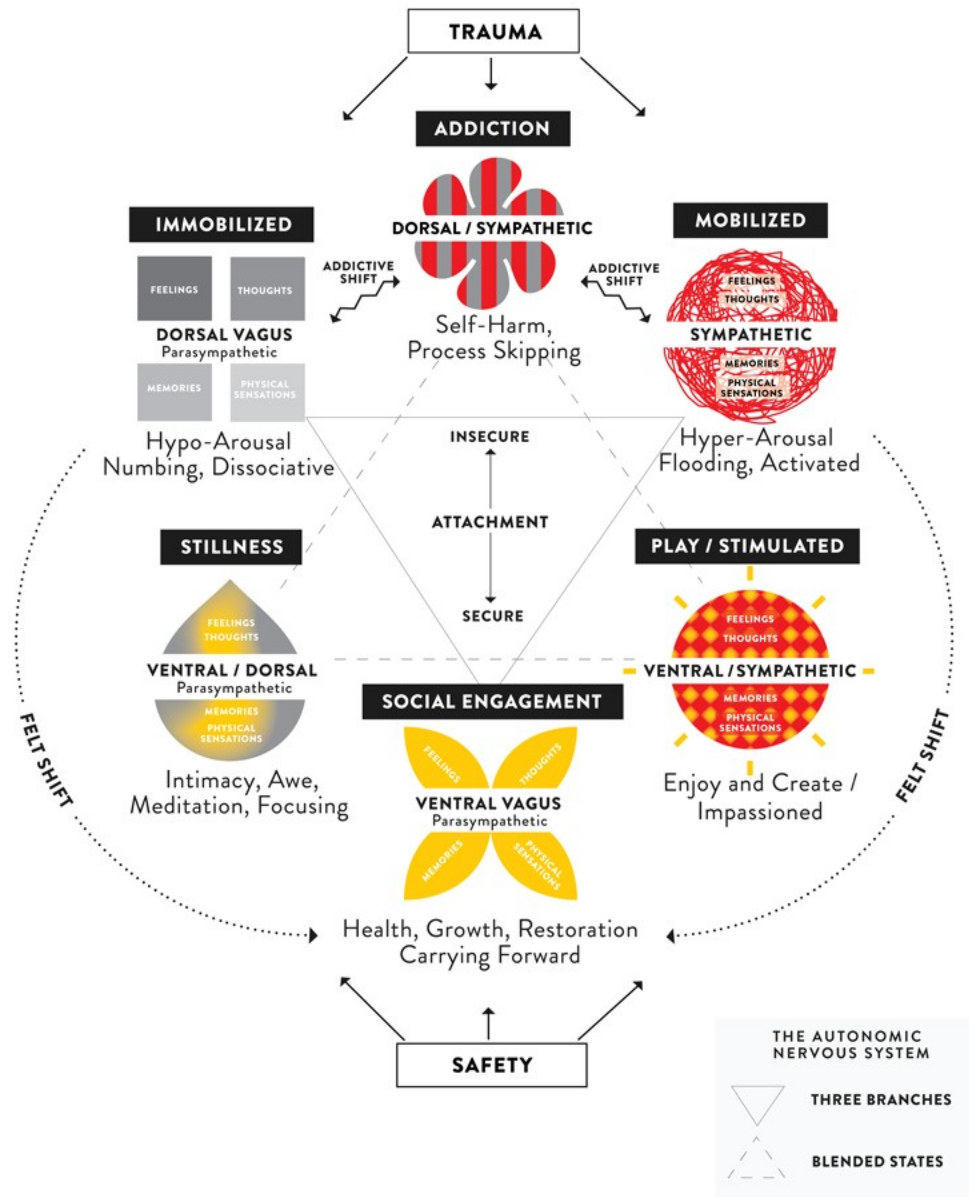 TRAUMA
ADDICTION
DORSAL / SYMPATHETIC
Self-Harm,
Process Skipping
IMMOBILIZED
FEELINGS
THOUGHTS
DORSAL VAGUS
Parasympathetic
MEMORIES
PHYSICAL
SENSATIONS
Hypo-Arousal
Numbing, Dissociative
ADDICTIVE
SHIFT
ADDICTIVE
SHIFT
MOBILIZED
FEELINGS
THOUGHTS
SYMPATHETIC
MEMORIES
PHYSICAL
SENSATIONS
Hyper-Arousal
Flooding, Activated
INSECURE
ATTACHMENT
SECURE
STILLNESS
FEELINGS
THOUGHTS
VENTRAL / DORSAL
Parasympathetic
MEMORIES
PHYSICAL
SENSATIONS
Intimacy, Awe,
Meditation, Focusing
PLAY / STIMULATED
FEELINGS
THOUGHTS
VENTRAL / SYMPATHETIC
MEMORIES
PHYSICAL
SENSATIONS
Enjoy and Create /
Impassioned
SOCIAL ENGAGEMENT
FEELINGS
THOUGHTS
VENTRAL VAGUS
Parasympathetic
MEMORIES
PHYSICAL
SENSATIONS
Health, Growth, Restoration
Carrying Forward
FELT SHIFT
FELT SHIFT
SAFETY
THE AUTONOMIC
NERVOUS SYSTEM
THREE BRANCHES
BLENDED STATES